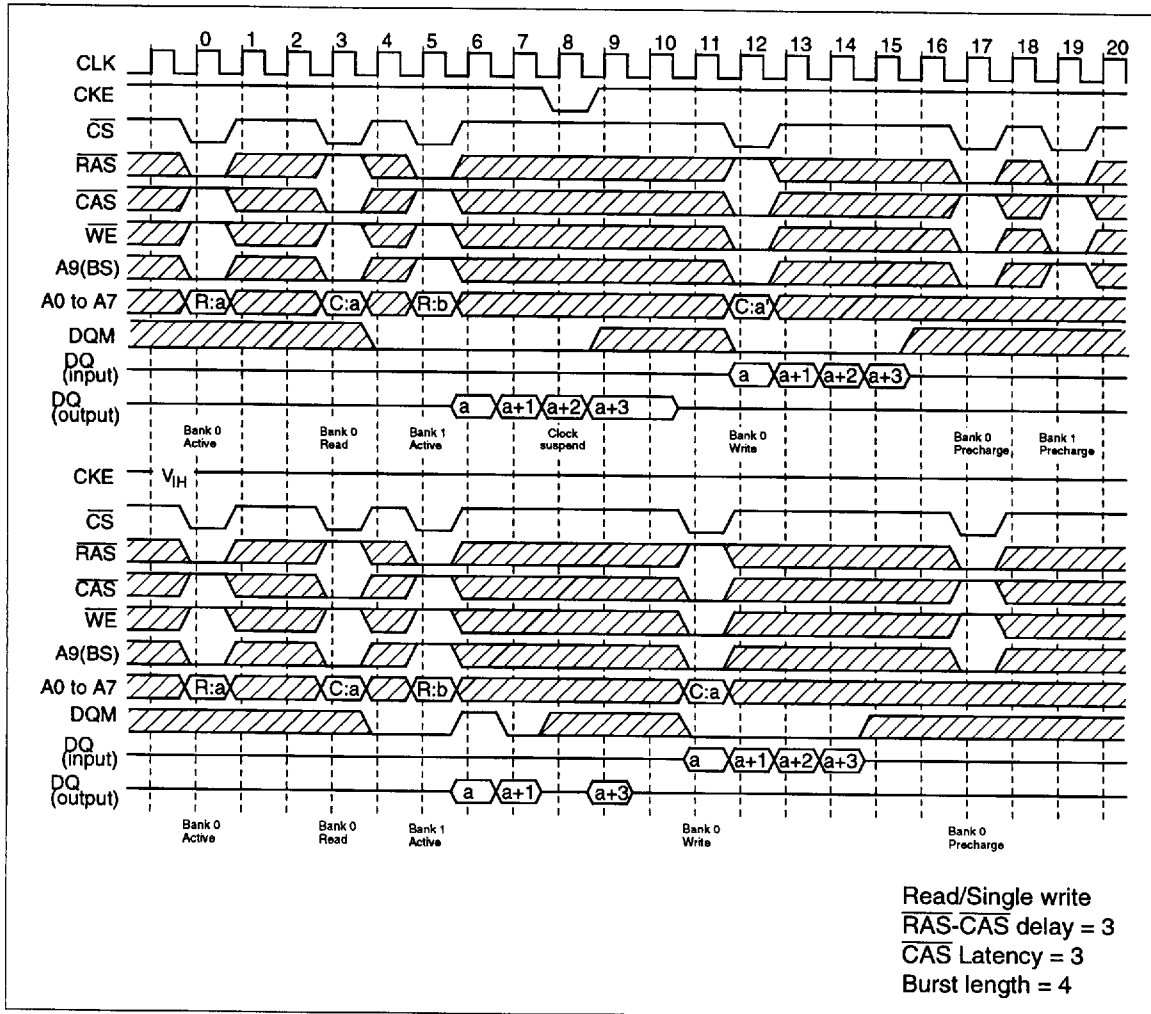 0 1 2 3 4 5 6 7 8 9 10 11 12 13 14 15 16 17 18 19 20
CLK
CKE
CS
RAS
CAS
WE
A9(BS)
A0 to A7 R:a C:a R:b C:a'
DQM
DQ (input) a a+1 a+2 a+3
DQ (output) a a+1 a+2 a+3
Bank 0 Active Bank 0 Read Bank 1 Active Clock suspend Bank 0 Write Bank 0 Precharge Bank 1 Precharge
CKE VIH
CS
RAS
CAS
WE
A9(BS)
A0 to A7 R:a C:a R:b C:a
DQM
DQ (input) a a+1 a+2 a+3
DQ (output) a a+1 a+3
Bank 0 Active Bank 0 Read Bank 1 Active Bank 0 Write Bank 0 Precharge
Read/Single write
RAS-CAS delay = 3
CAS Latency = 3
Burst length = 4